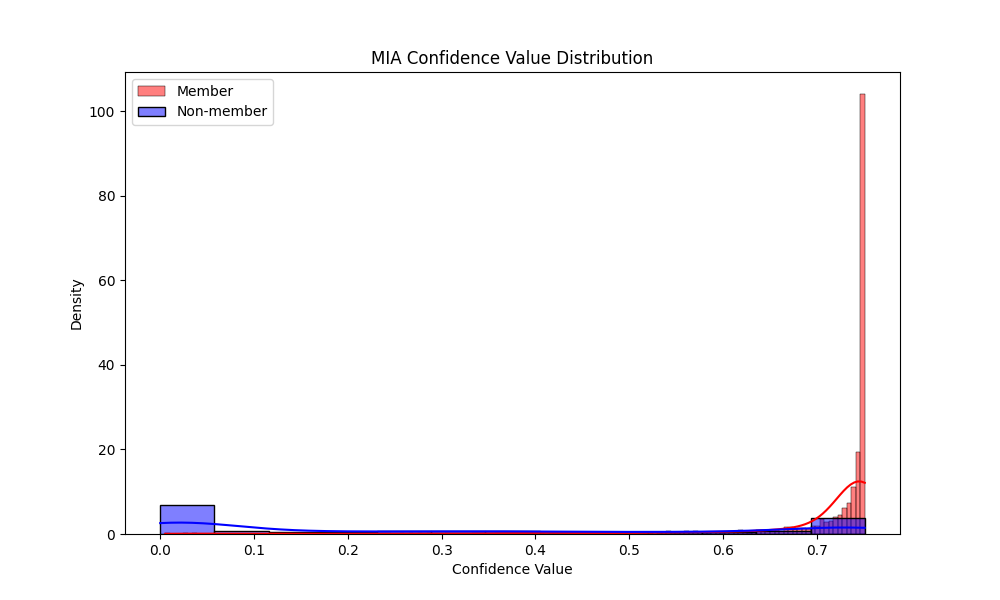 MIA Confidence Value Distribution
Member
Non-member
100
80
60
40
20
0
Density
0.0 0.1 0.2 0.3 0.4 0.5 0.6 0.7
Confidence Value